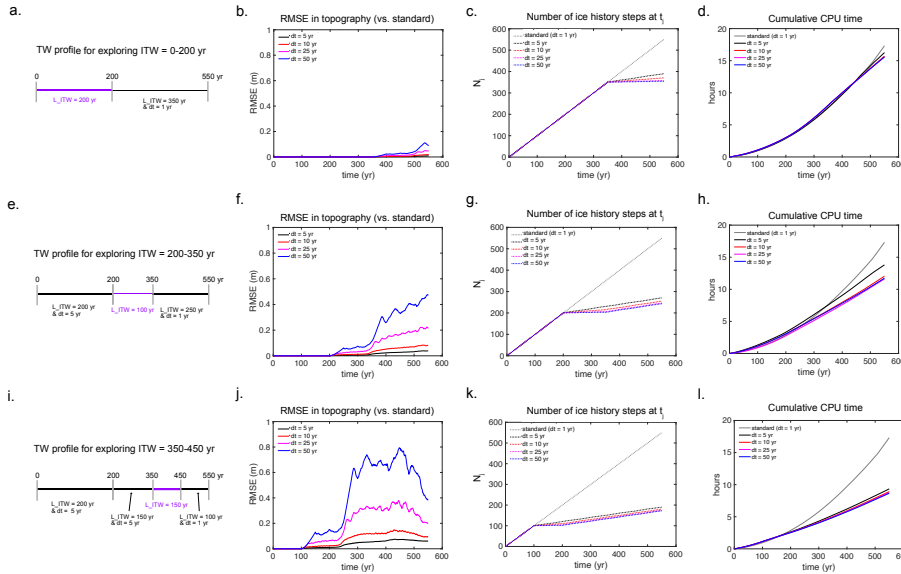 a.
TW profile for exploring ITW = 0-200 yr
0 200 550 yr
L_ITW = 200 yr
L_ITW = 350 yr
& dt = 1 yr
b.
RMSE in topography (vs. standard)
dt = 5 yr
dt = 10 yr
dt = 25 yr
dt = 50 yr
RMSE (m)
1
0.8
0.6
0.4
0.2
0
0 100 200 300 400 500 600
time (yr)
c.
Number of ice history steps at t_j
standard (dt = 1 yr)
dt = 5 yr
dt = 10 yr
dt = 25 yr
dt = 50 yr
N_j
600
500
400
300
200
100
0
0 100 200 300 400 500 600
time (yr)
d.
Cumulative CPU time
standard (dt = 1 yr)
dt = 5 yr
dt = 10 yr
dt = 25 yr
dt = 50 yr
hours
20
15
10
5
0
0 100 200 300 400 500 600
time (yr)
e.
TW profile for exploring ITW = 200-350 yr
0 200 350 550 yr
L_ITW = 200 yr
& dt = 5 yr
L_ITW = 100 yr
L_ITW = 250 yr
& dt = 1 yr
f.
RMSE in topography (vs. standard)
dt = 5 yr
dt = 10 yr
dt = 25 yr
dt = 50 yr
RMSE (m)
1
0.8
0.6
0.4
0.2
0
0 100 200 300 400 500 600
time (yr)
g.
Number of ice history steps at t_j
standard (dt = 1 yr)
dt = 5 yr
dt = 10 yr
dt = 25 yr
dt = 50 yr
N_j
600
500
400
300
200
100
0
0 100 200 300 400 500 600
time (yr)
h.
Cumulative CPU time
standard (dt = 1 yr)
dt = 5 yr
dt = 10 yr
dt = 25 yr
dt = 50 yr
hours
20
15
10
5
0
0 100 200 300 400 500 600
time (yr)
i.
TW profile for exploring ITW = 350-450 yr
0 200 350 450 550 yr
L_ITW = 200 yr
& dt = 5 yr
L_ITW = 150 yr
& dt = 5 yr
L_ITW = 150 yr
L_ITW = 100 yr
& dt = 1 yr
j.
RMSE in topography (vs. standard)
dt = 5 yr
dt = 10 yr
dt = 25 yr
dt = 50 yr
RMSE (m)
1
0.8
0.6
0.4
0.2
0
0 100 200 300 400 500 600
time (yr)
k.
Number of ice history steps at t_j
standard (dt = 1 yr)
dt = 5 yr
dt = 10 yr
dt = 25 yr
dt = 50 yr
N_j
600
500
400
300
200
100
0
0 100 200 300 400 500 600
time (yr)
l.
Cumulative CPU time
standard (dt = 1 yr)
dt = 5 yr
dt = 10 yr
dt = 25 yr
dt = 50 yr
hours
20
15
10
5
0
0 100 200 300 400 500 600
time (yr)